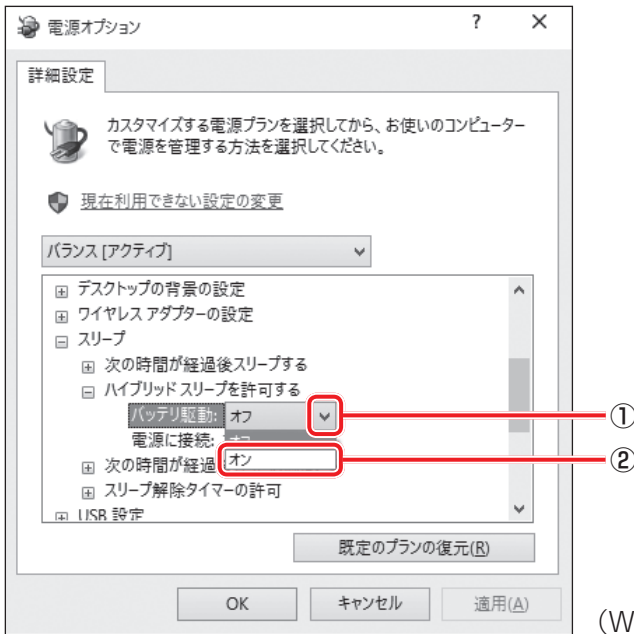 電源オプション ? ×
詳細設定
カスタマイズする電源プランを選択してから、お使いのコンピューター
で電源を管理する方法を選択してください。
現在利用できない設定の変更
バランス [アクティブ]
デスクトップの背景の設定
ワイヤレス アダプターの設定
スリープ
次の時間が経過後スリープする
ハイブリッド スリープを許可する
バッテリ駆動: オフ
①
電源に接続:
次の時間が経過
オン
②
スリープ解除タイマーの許可
USB 設定
既定のプランの復元(R)
OK キャンセル 適用(A)
(W